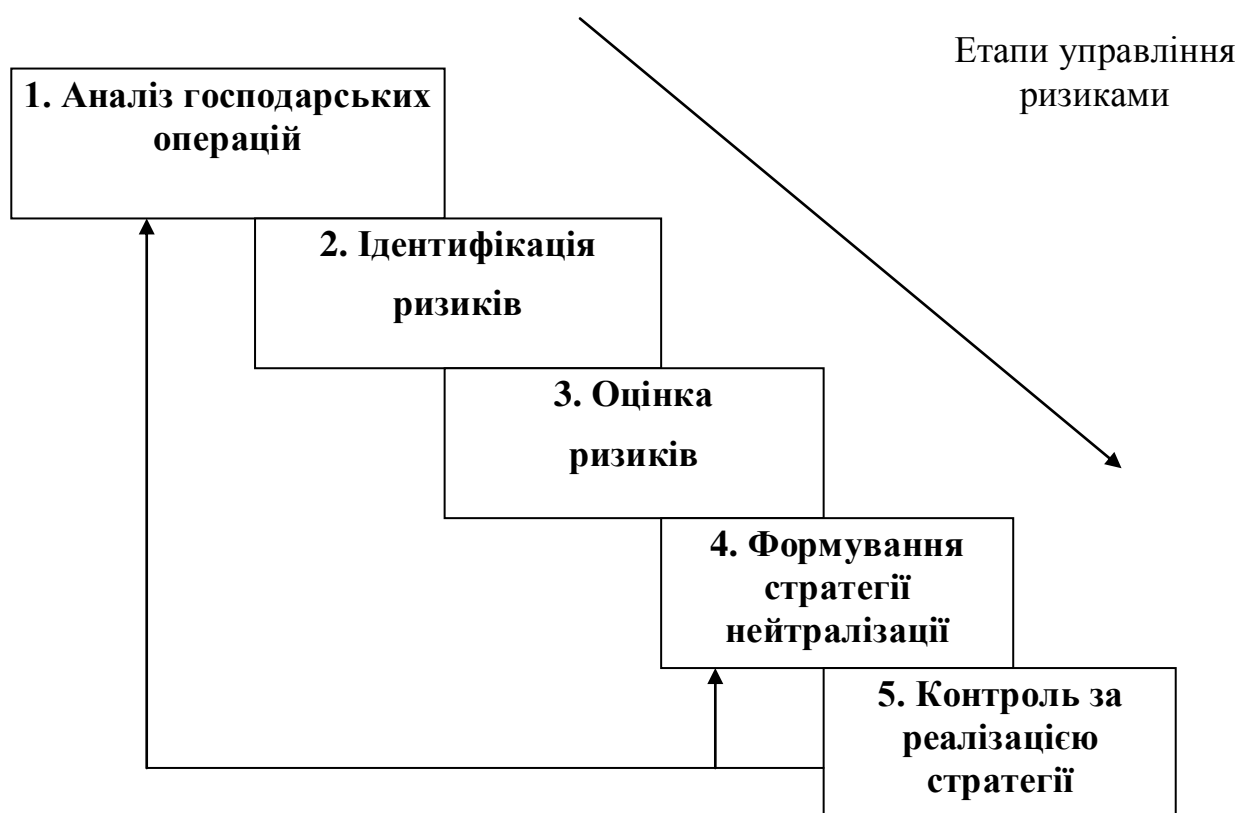 Етапи управління
ризиками
1. Аналіз господарських
операцій
2. Ідентифікація
ризиків
3. Оцінка
ризиків
4. Формування
стратегії
нейтралізації
5. Контроль за
реалізацією
стратегії